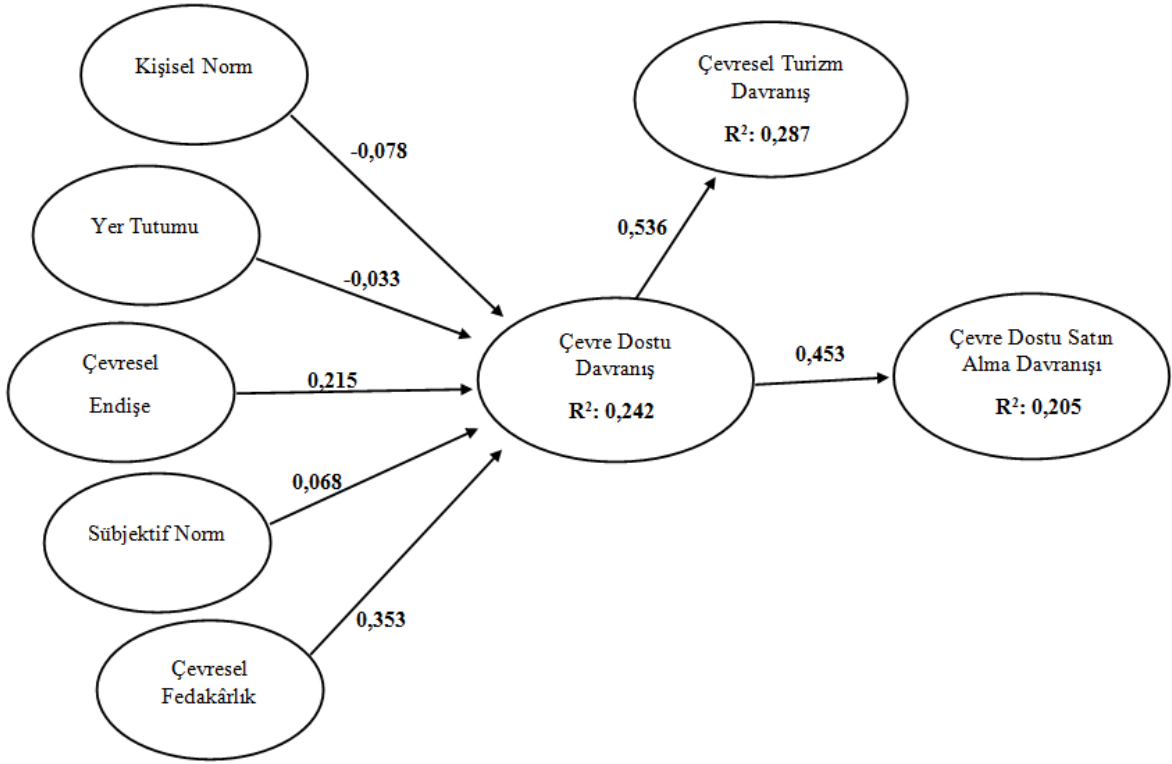 Kişisel Norm
-0,078
Yer Tutumu
-0,033
Çevresel
Endişe
0,215
Sübjektif Norm
0,068
Çevresel
Fedakârlık
0,353
Çevre Dostu
Davranış
R²: 0,242
0,536
Çevresel Turizm
Davranış
R²: 0,287
0,453
Çevre Dostu Satın
Alma Davranışı
R²: 0,205